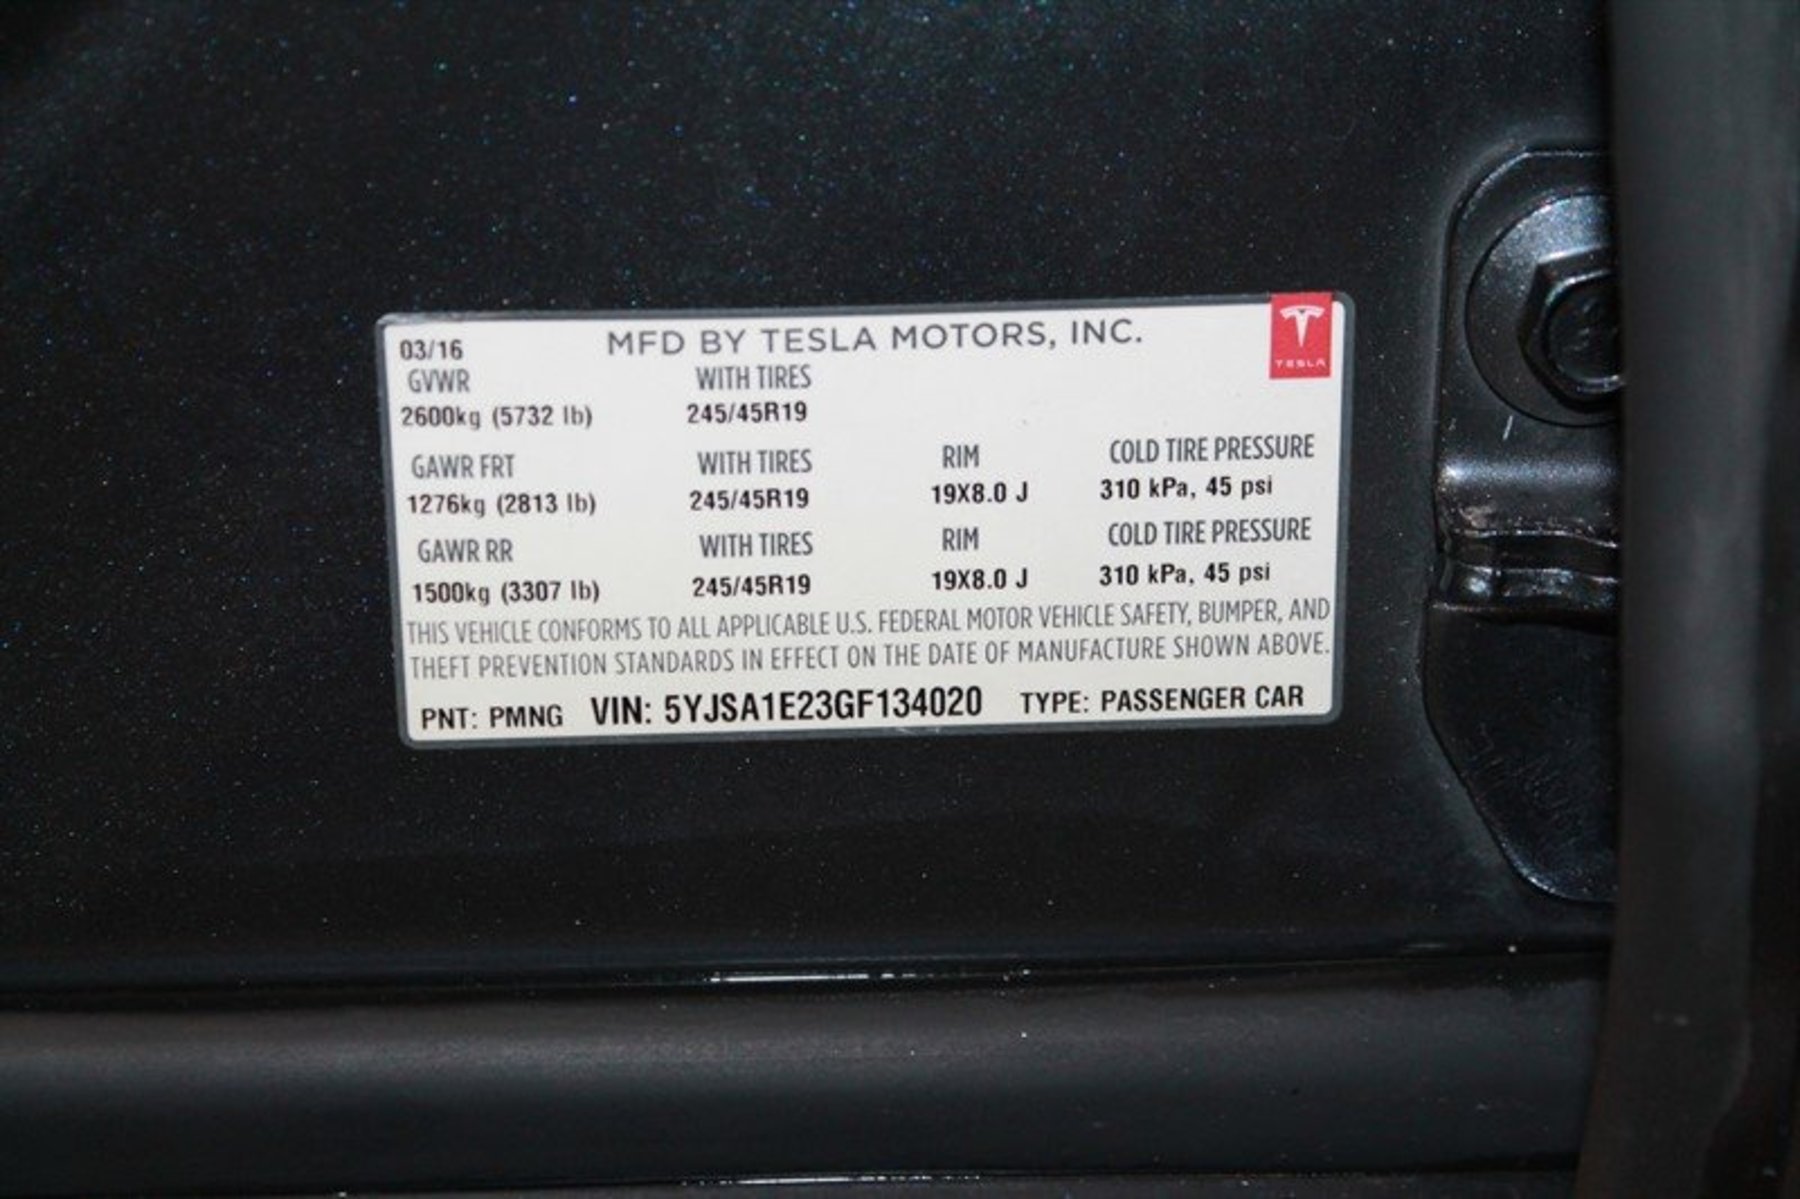 03/16 MFD BY TESLA MOTORS, INC. TESLA
GVWR WITH TIRES
2600kg (5732 lb) 245/45R19
GAWR FRT WITH TIRES RIM COLD TIRE PRESSURE
1276kg (2813 lb) 245/45R19 19X8.0 J 310 kPa, 45 psi
GAWR RR WITH TIRES RIM COLD TIRE PRESSURE
1500kg (3307 lb) 245/45R19 19X8.0 J 310 kPa, 45 psi
THIS VEHICLE CONFORMS TO ALL APPLICABLE U.S. FEDERAL MOTOR VEHICLE SAFETY, BUMPER, AND
THEFT PREVENTION STANDARDS IN EFFECT ON THE DATE OF MANUFACTURE SHOWN ABOVE.
PNT: PMNG VIN: 5YJSA1E23GF134020 TYPE: PASSENGER CAR